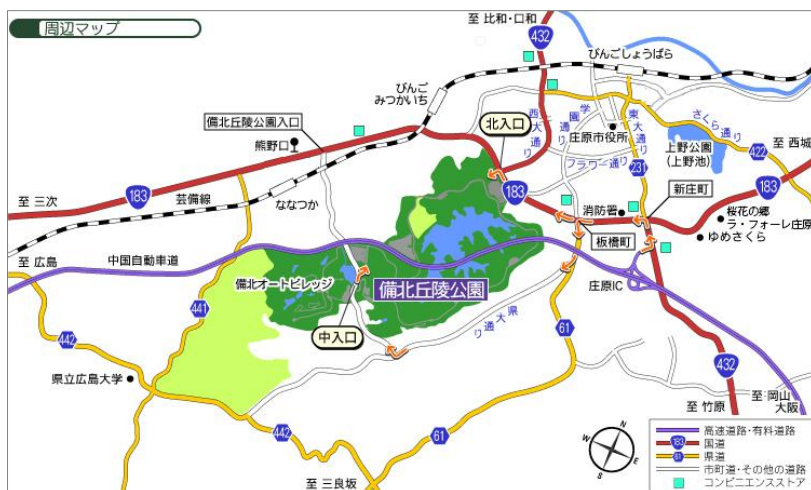 周辺マップ
至 比和・口和
432
183
びんごしょうばら
びんご
みつかいち
備北丘陵公園入口
熊野口
北入口
西大通り
学園通り
東大通り
さくら通り
庄原市役所
フラワー通り
上野公園
(上野池)
422
至 西城
231
至 三次
183
芸備線
ななつか
183
消防署
新庄町
183
桜花の郷
ラ・フォーレ庄原
ゆめさくら
板橋町
至 広島
中国自動車道
備北オートビレッジ
備北丘陵公園
庄原IC
441
中入口
県大通り
61
442
県立広島大学
432
至 竹原
至 岡山
大阪
442
61
至 三良坂
N
W
E
S
高速道路・有料道路
183
国道
61
県道
市町道・その他の道路
コンビニエンスストア